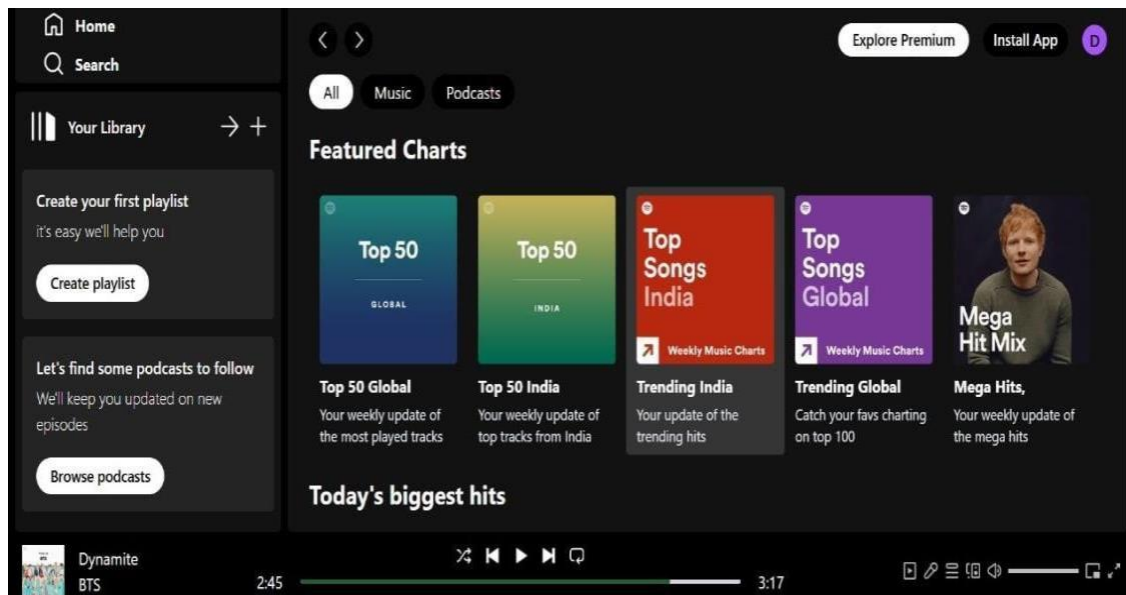 Home
Search
Your Library
Create your first playlist
it's easy we'll help you
Create playlist
Let's find some podcasts to follow
We'll keep you updated on new
episodes
Browse podcasts
Explore Premium
Install App
D
All
Music
Podcasts
Featured Charts
Top 50
GLOBAL
Top 50 Global
Your weekly update of
the most played tracks
Top 50
INDIA
Top 50 India
Your weekly update of
top tracks from India
Top
Songs
India
Weekly Music Charts
Trending India
Your update of the
trending hits
Top
Songs
Global
Weekly Music Charts
Trending Global
Catch your favs charting
on top 100
Mega
Hit Mix
Mega Hits,
Your weekly update of
the mega hits
Today's biggest hits
BTS
Dynamite
BTS
2:45
3:17